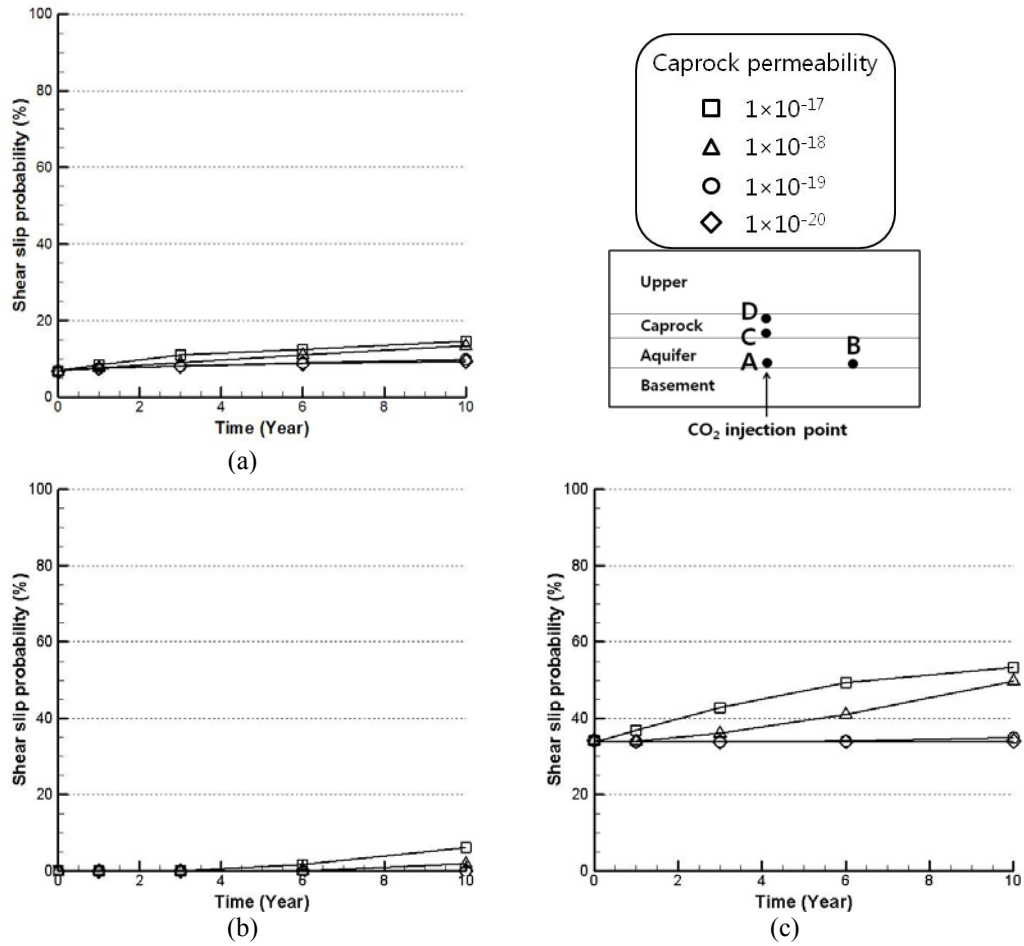 100
80
60
40
20
0
Shear slip probability (%)
0 2 4 6 8 10
Time (Year)
(a)
Caprock permeability
1×10⁻¹⁷
1×10⁻¹⁸
1×10⁻¹⁹
1×10⁻²⁰
Upper
D
Caprock
C
B
Aquifer
A
Basement
CO₂ injection point
100
80
60
40
20
0
Shear slip probability (%)
0 2 4 6 8 10
Time (Year)
(b)
100
80
60
40
20
0
Shear slip probability (%)
0 2 4 6 8 10
Time (Year)
(c)